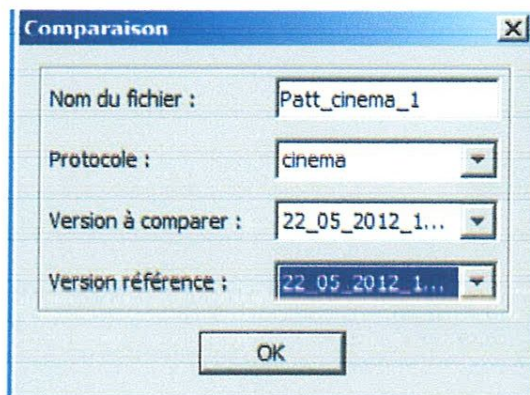 Comparaison
Nom du fichier : Patt_cinema_1
Protocole : cinema
Version à comparer : 22_05_2012_1...
Version référence : 22_05_2012_1...
OK